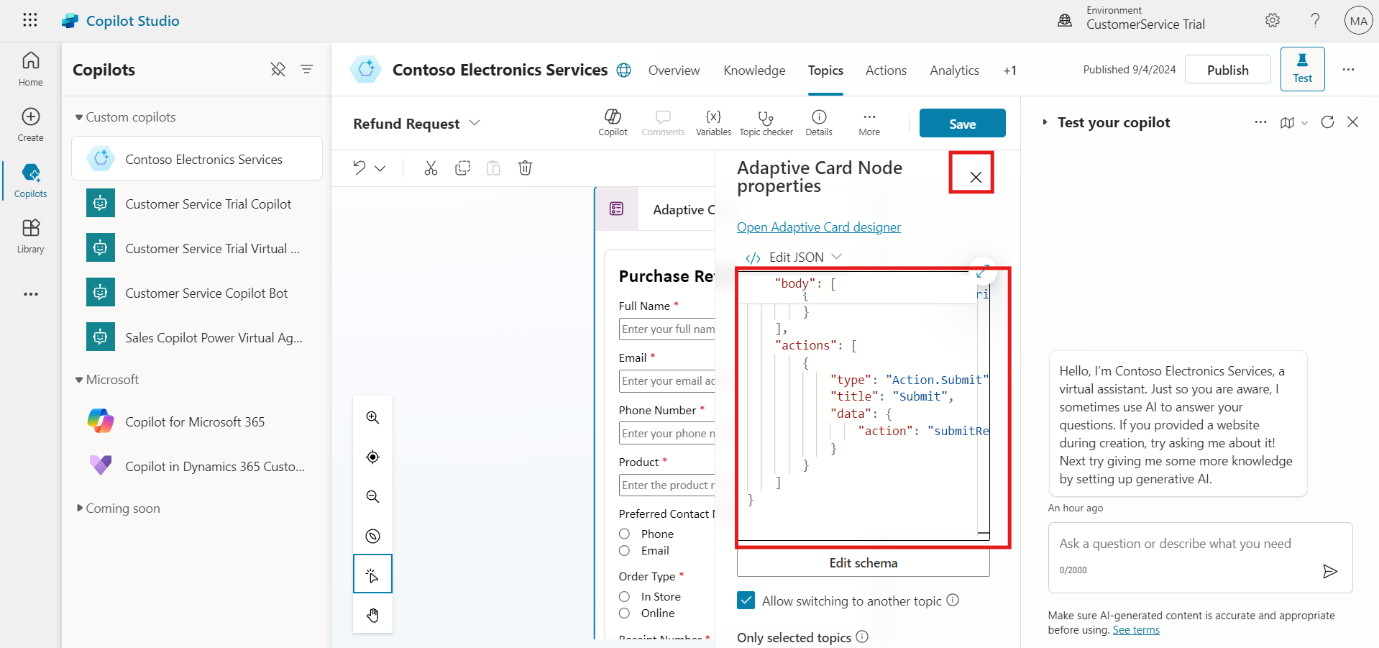 Copilot Studio
Environment
CustomerService Trial
MA
Home
Create
Copilots
Library
Copilots
Custom copilots
Contoso Electronics Services
Customer Service Trial Copilot
Customer Service Trial Virtual ...
Customer Service Copilot Bot
Sales Copilot Power Virtual Ag...
Microsoft
Copilot for Microsoft 365
Copilot in Dynamics 365 Custo...
Coming soon
Contoso Electronics Services
Overview
Knowledge
Topics
Actions
Analytics
+1
Published 9/4/2024
Publish
Test
Refund Request
Copilot
Comments
Variables
Topic checker
Details
More
Save
Adaptive C
Purchase Re
Full Name *
Enter your full nam
Email *
Enter your email ad
Phone Number *
Enter your phone n
Product *
Enter the product n
Preferred Contact
Phone
Email
Order Type *
In Store
Online
Receipt Number *
Adaptive Card Node
properties
Open Adaptive Card designer
</> Edit JSON
"body": [
{
ri
}
],
"actions": [
{
"type": "Action.Submit"
"title": "Submit",
"data": {
"action": "submitRe
}
}
]
}
Edit schema
Allow switching to another topic
Only selected topics
Test your copilot
Hello, I'm Contoso Electronics Services, a
virtual assistant. Just so you are aware, I
sometimes use AI to answer your
questions. If you provided a website
during creation, try asking me about it!
Next try giving me some more knowledge
by setting up generative AI.
An hour ago
Ask a question or describe what you need
0/2000
Make sure AI-generated content is accurate and appropriate
before using. See terms